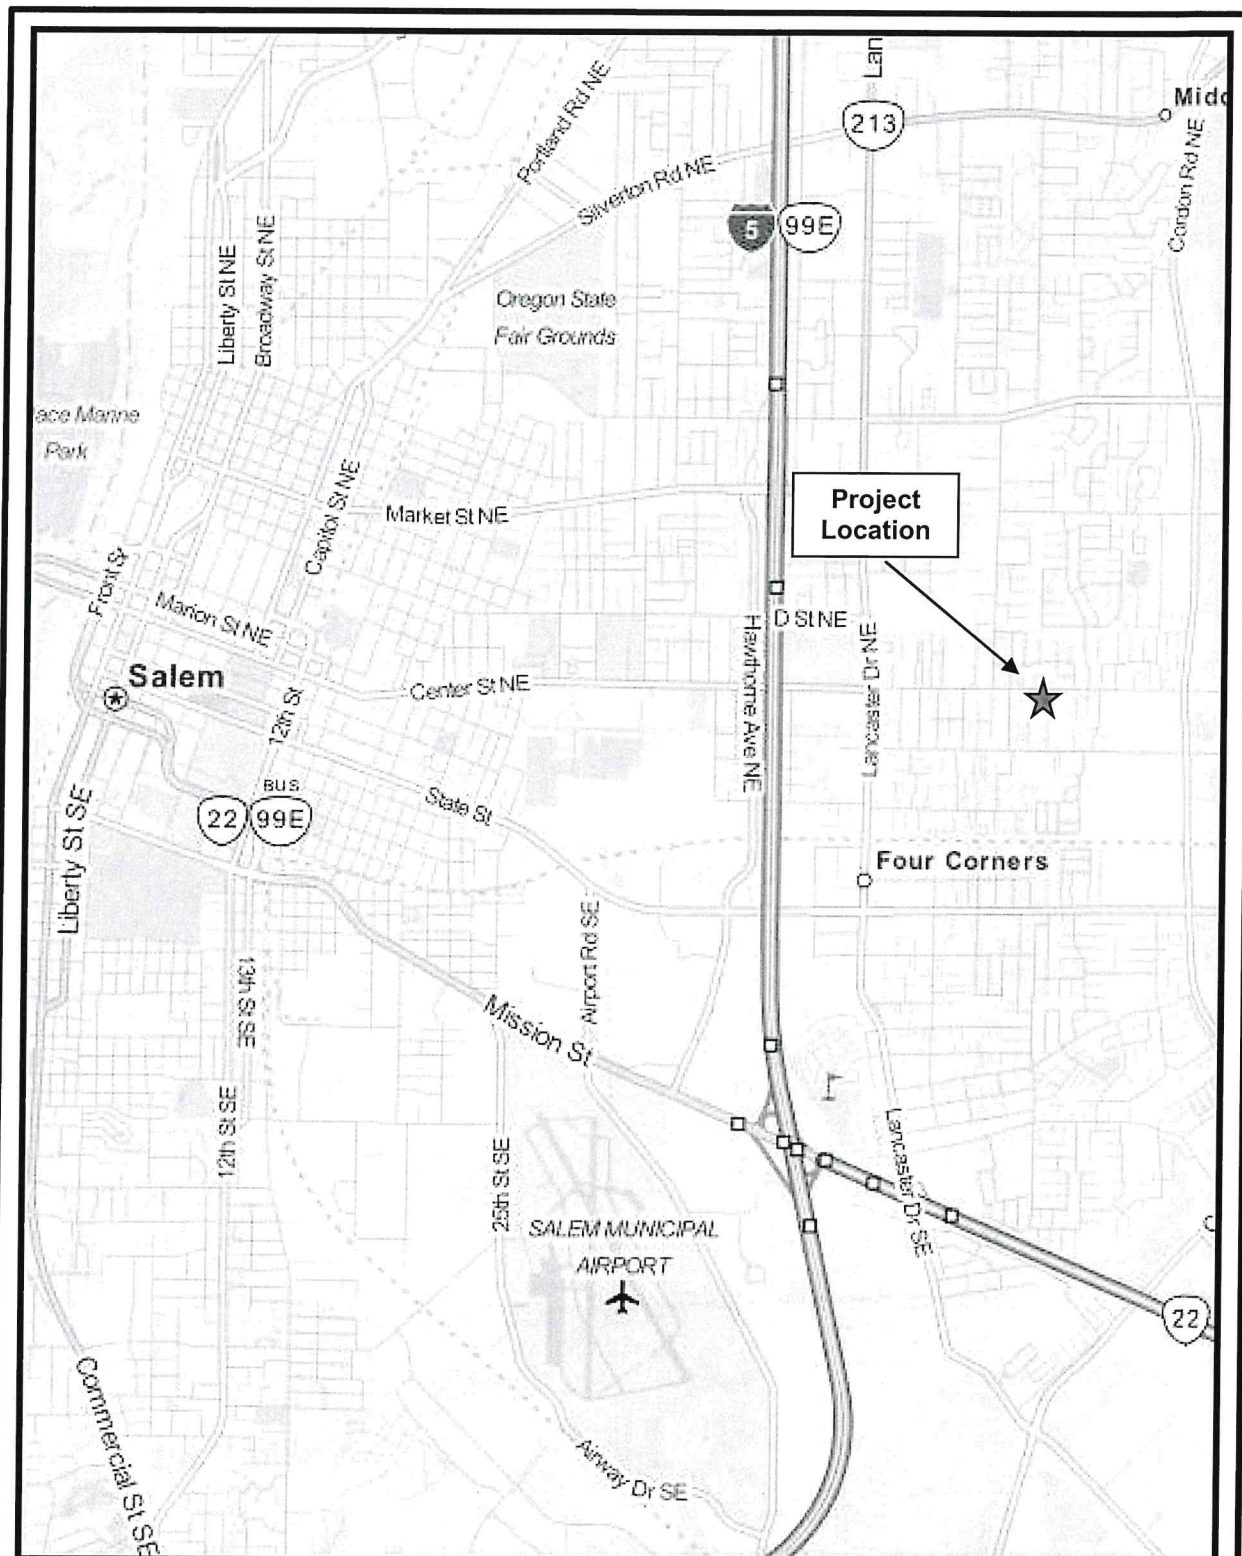 Lan
Midd
213
Portland Rd NE
Silverton Rd NE
Cordon Rd NE
5
99E
Liberty St NE
Broadway St NE
Oregon State
Fair Grounds
ace Marine
Park
Capitol St NE
Market St NE
Project
Location
Front St
Marion St NE
D St NE
Hawthorne Ave NE
Lancaster Dr NE
Salem
Center St NE
12th St
BUS
22
99E
State St
Liberty St SE
Four Corners
Airport Rd SE
13th St SE
Mission St
12th St SE
25th St SE
Lancaster Dr SE
SALEM MUNICIPAL
AIRPORT
22
Commercial St SE
Airway Dr SE